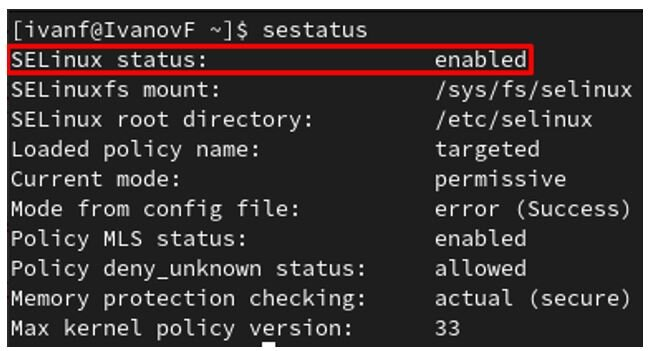 [ivanf@IvanovF ~]$ sestatus
SELinux status: enabled
SELinuxfs mount: /sys/fs/selinux
SELinux root directory: /etc/selinux
Loaded policy name: targeted
Current mode: permissive
Mode from config file: error (Success)
Policy MLS status: enabled
Policy deny_unknown status: allowed
Memory protection checking: actual (secure)
Max kernel policy version: 33